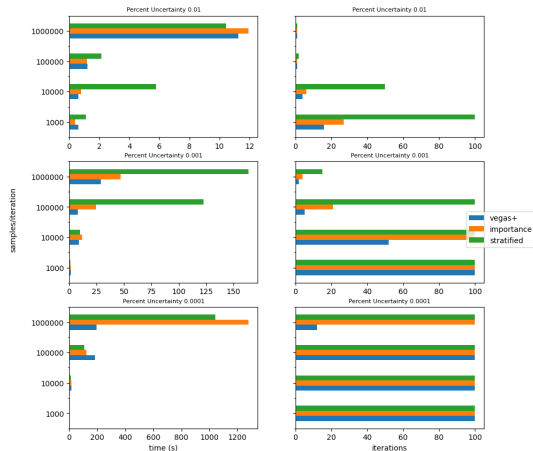 Percent Uncertainty 0.01
Percent Uncertainty 0.01
1000000
100000
10000
1000
0 2 4 6 8 10 12
0 20 40 60 80 100
Percent Uncertainty 0.001
Percent Uncertainty 0.001
samples/iteration
1000000
100000
10000
1000
vegas+
importance
stratified
0 25 50 75 100 125 150
0 20 40 60 80 100
Percent Uncertainty 0.0001
Percent Uncertainty 0.0001
1000000
100000
10000
1000
0 200 400 600 800 1000 1200
0 20 40 60 80 100
time (s)
iterations